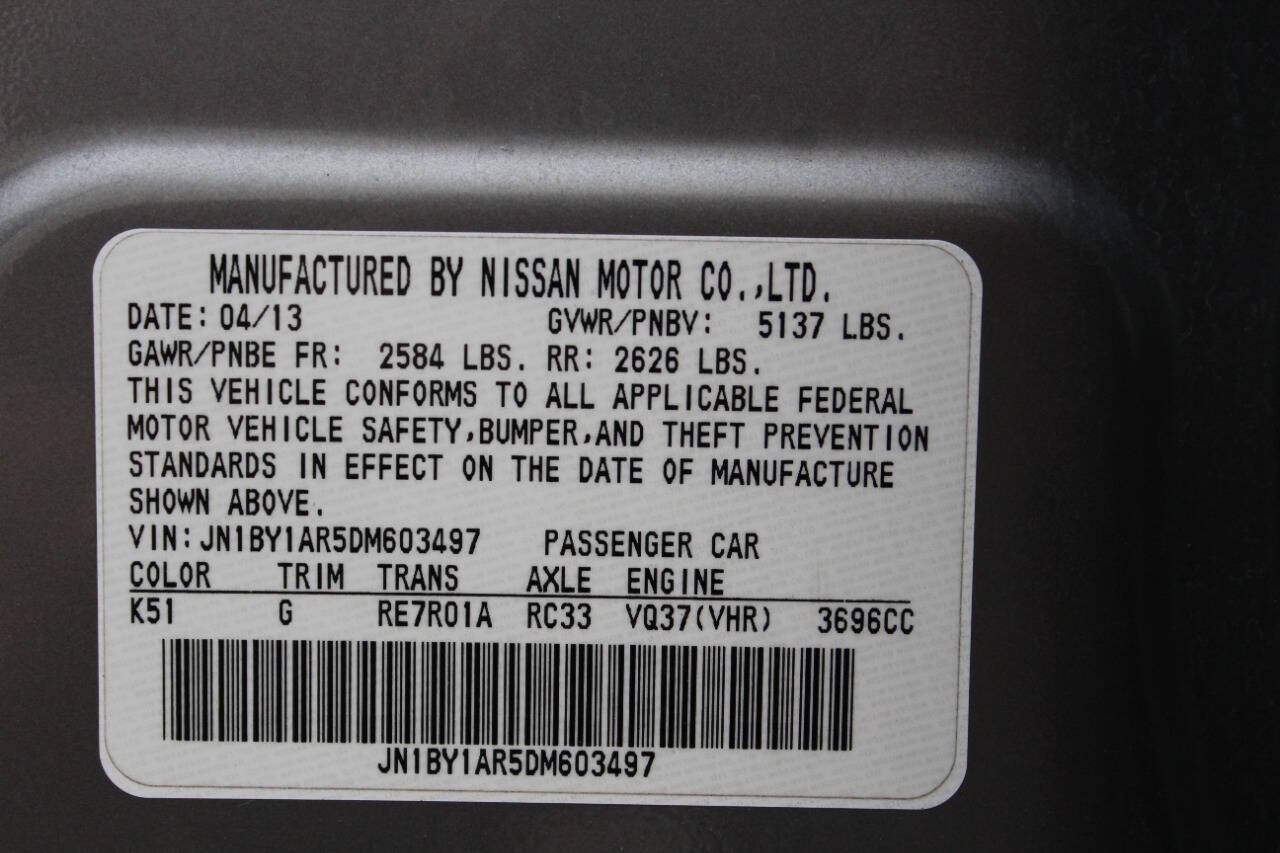 MANUFACTURED BY NISSAN MOTOR CO.,LTD.
DATE: 04/13 GVWR/PNBV: 5137 LBS.
GAWR/PNBE FR: 2584 LBS. RR: 2626 LBS.
THIS VEHICLE CONFORMS TO ALL APPLICABLE FEDERAL
MOTOR VEHICLE SAFETY,BUMPER,AND THEFT PREVENTION
STANDARDS IN EFFECT ON THE DATE OF MANUFACTURE
SHOWN ABOVE.
VIN: JN1BY1AR5DM603497 PASSENGER CAR
COLOR TRIM TRANS AXLE ENGINE
K51 G RE7R01A RC33 VQ37(VHR) 3696CC
JN1BY1AR5DM603497